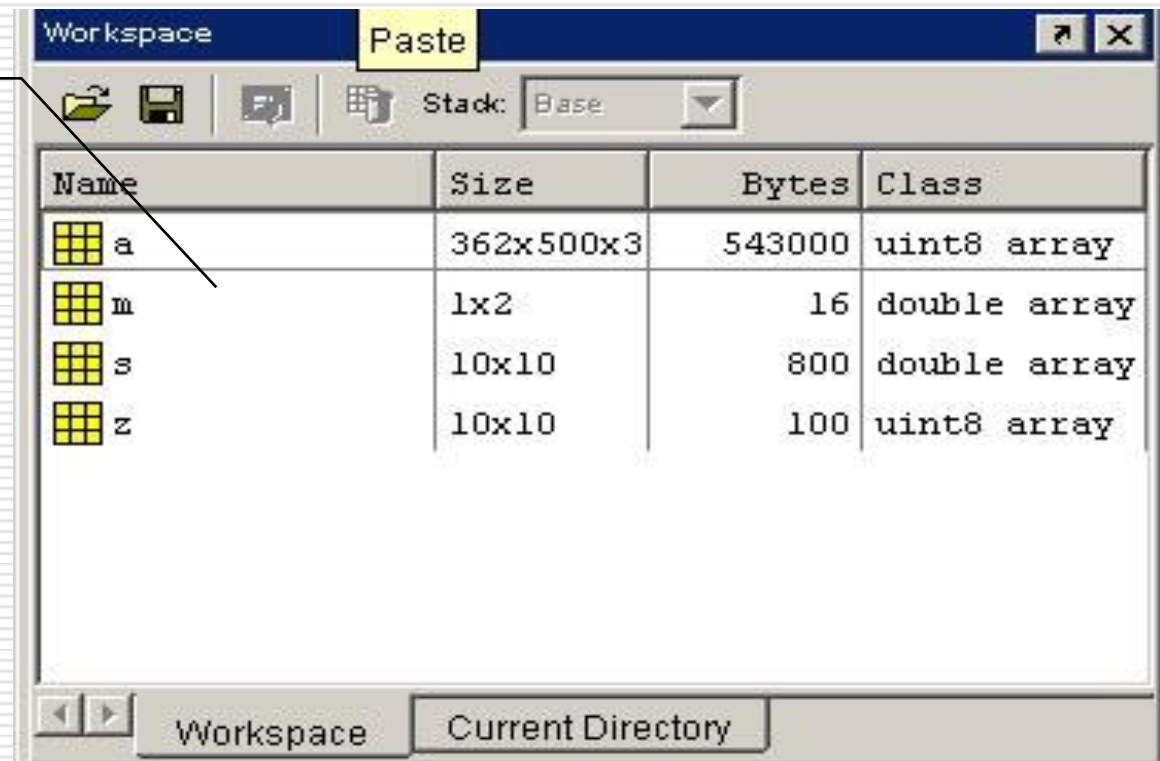 Workspace
Paste
Stack: Base
Name Size Bytes Class
a 362x500x3 543000 uint8 array
m 1x2 16 double array
s 10x10 800 double array
z 10x10 100 uint8 array
Workspace Current Directory